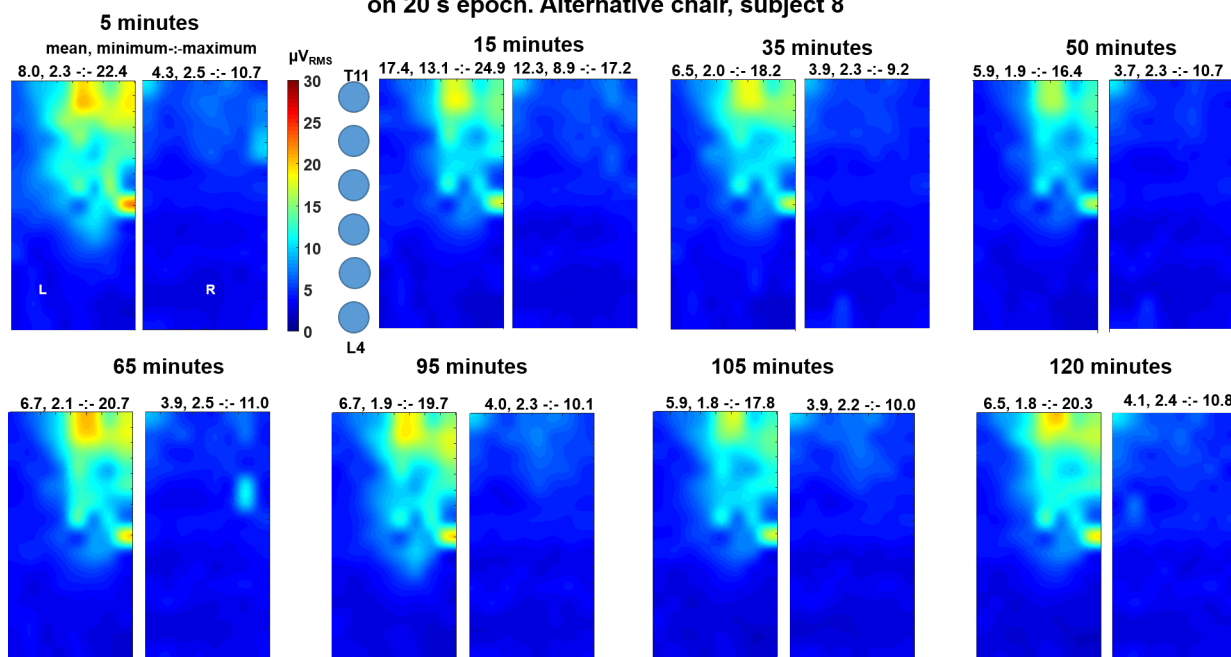 on 20 s epoch. Alternative chair, subject 8
5 minutes
mean, minimum-:-maximum
8.0, 2.3 -:- 22.4
4.3, 2.5 -:- 10.7
L
R
µVRMS
30
25
20
15
10
5
0
T11
L4
15 minutes
17.4, 13.1 -:- 24.9
12.3, 8.9 -:- 17.2
35 minutes
6.5, 2.0 -:- 18.2
3.9, 2.3 -:- 9.2
50 minutes
5.9, 1.9 -:- 16.4
3.7, 2.3 -:- 10.7
65 minutes
6.7, 2.1 -:- 20.7
3.9, 2.5 -:- 11.0
95 minutes
6.7, 1.9 -:- 19.7
4.0, 2.3 -:- 10.1
105 minutes
5.9, 1.8 -:- 17.8
3.9, 2.2 -:- 10.0
120 minutes
6.5, 1.8 -:- 20.3
4.1, 2.4 -:- 10.8